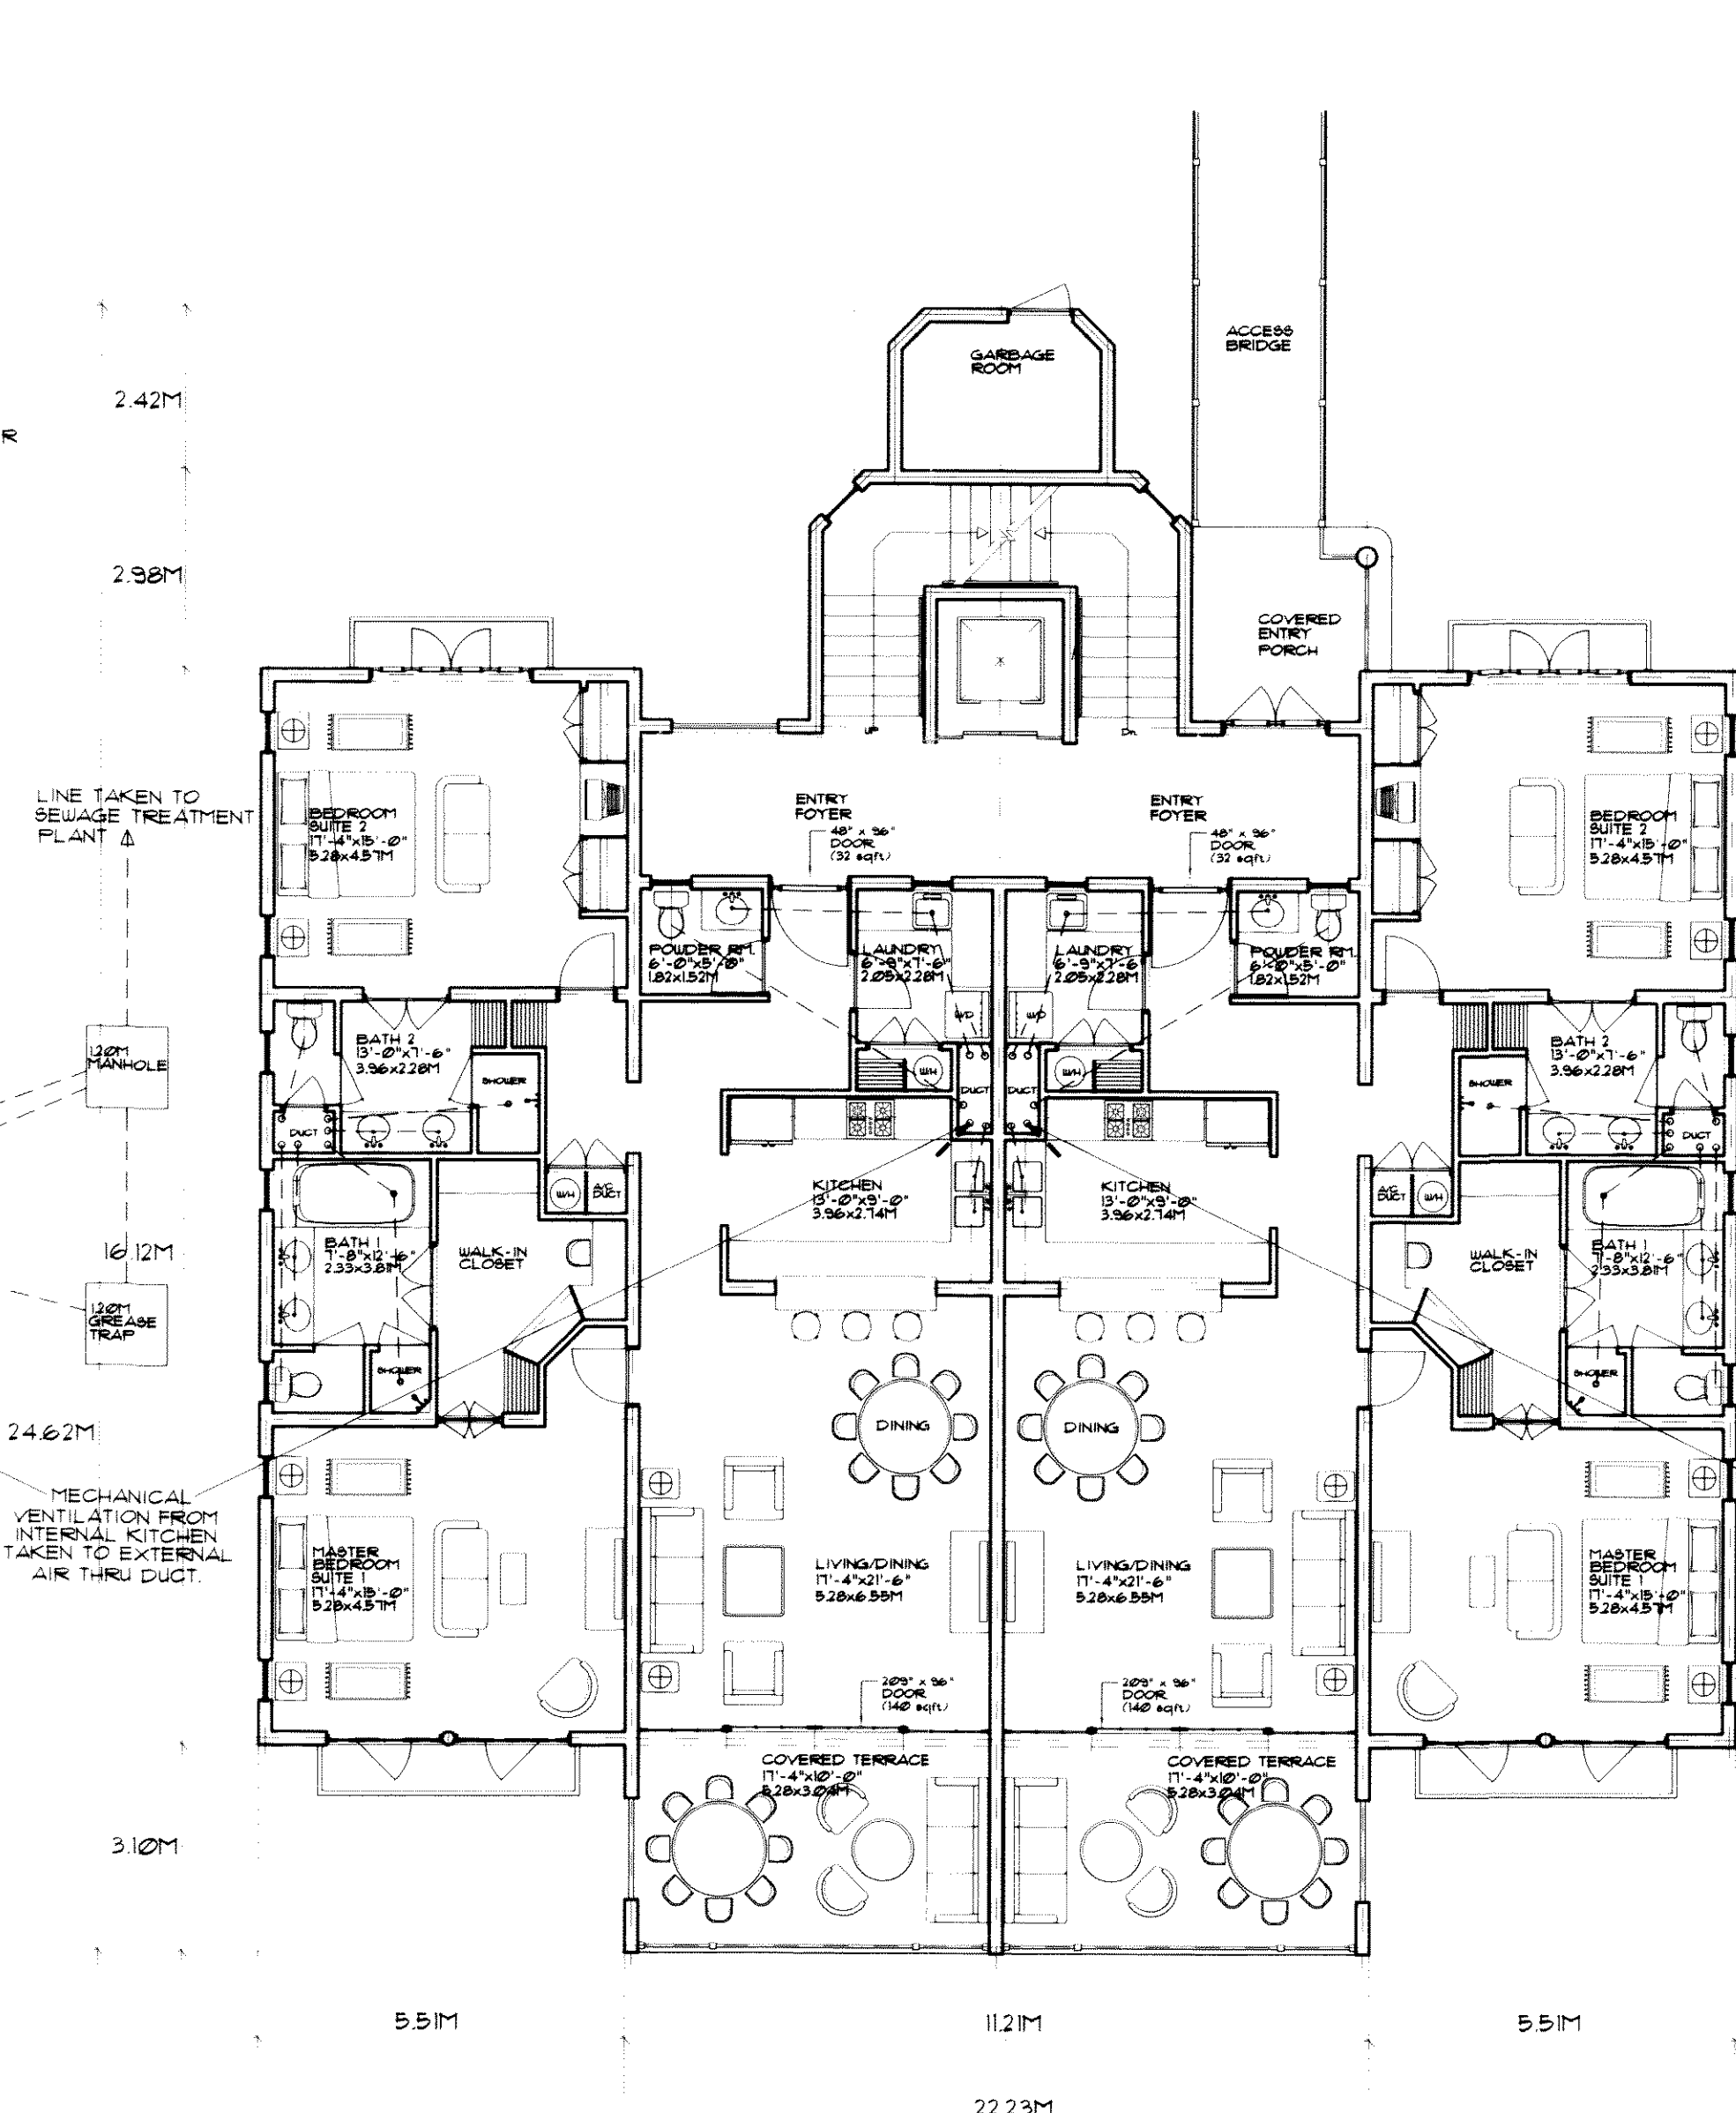 ACCESS
BRIDGE
GARBAGE
ROOM
2.42M
R
2.98M
COVERED
ENTRY
PORCH
UP
Dn.
LINE TAKEN TO
SEWAGE TREATMENT
PLANT
BEDROOM
SUITE 2
17'-4"x15'-0"
5.28x4.57M
ENTRY
FOYER
48" x 96"
DOOR
(32 sqft.)
ENTRY
FOYER
48" x 96"
DOOR
(32 sqft.)
BEDROOM
SUITE 2
17'-4"x15'-0"
5.28x4.57M
POWDER RM.
6'-0"x5'-0"
1.82x1.52M
LAUNDRY
6'-9"x7'-6"
2.05x2.28M
LAUNDRY
6'-9"x7'-6
2.05x2.28M
POWDER RM.
6'-0"x5'-0"
1.82x1.52M
W/D
W/D
1.20M
MANHOLE
BATH 2
13'-0"x7'-6"
3.96x2.28M
SHOWER
DUCT
W/H
DUCT
DUCT
W/H
BATH 2
13'-0"x7'-6"
3.96x2.28M
SHOWER
DUCT
KITCHEN
13'-0"x9'-0"
3.96x2.74M
KITCHEN
13'-0"x9'-0"
3.96x2.74M
W/H
A/C
DUCT
A/C
DUCT
W/H
16.12M
BATH 1
7'-8"x12'-6"
2.33x3.81M
WALK-IN
CLOSET
WALK-IN
CLOSET
BATH 1
7'-8"x12'-6"
2.33x3.81M
1.20M
GREASE
TRAP
SHOWER
SHOWER
24.62M
DINING
DINING
MECHANICAL
VENTILATION FROM
INTERNAL KITCHEN
TAKEN TO EXTERNAL
AIR THRU DUCT.
MASTER
BEDROOM
SUITE 1
17'-4"x15'-0"
5.28x4.57M
LIVING/DINING
17'-4"x21'-6"
5.28x6.55M
LIVING/DINING
17'-4"x21'-6"
5.28x6.55M
MASTER
BEDROOM
SUITE 1
17'-4"x15'-0"
5.28x4.57M
209" x 96"
DOOR
(140 sqft.)
209" x 96"
DOOR
(140 sqft.)
COVERED TERRACE
17'-4"x10'-0"
5.28x3.04M
COVERED TERRACE
17'-4"x10'-0"
5.28x3.04M
3.10M
5.51M
11.21M
5.51M
22.23M